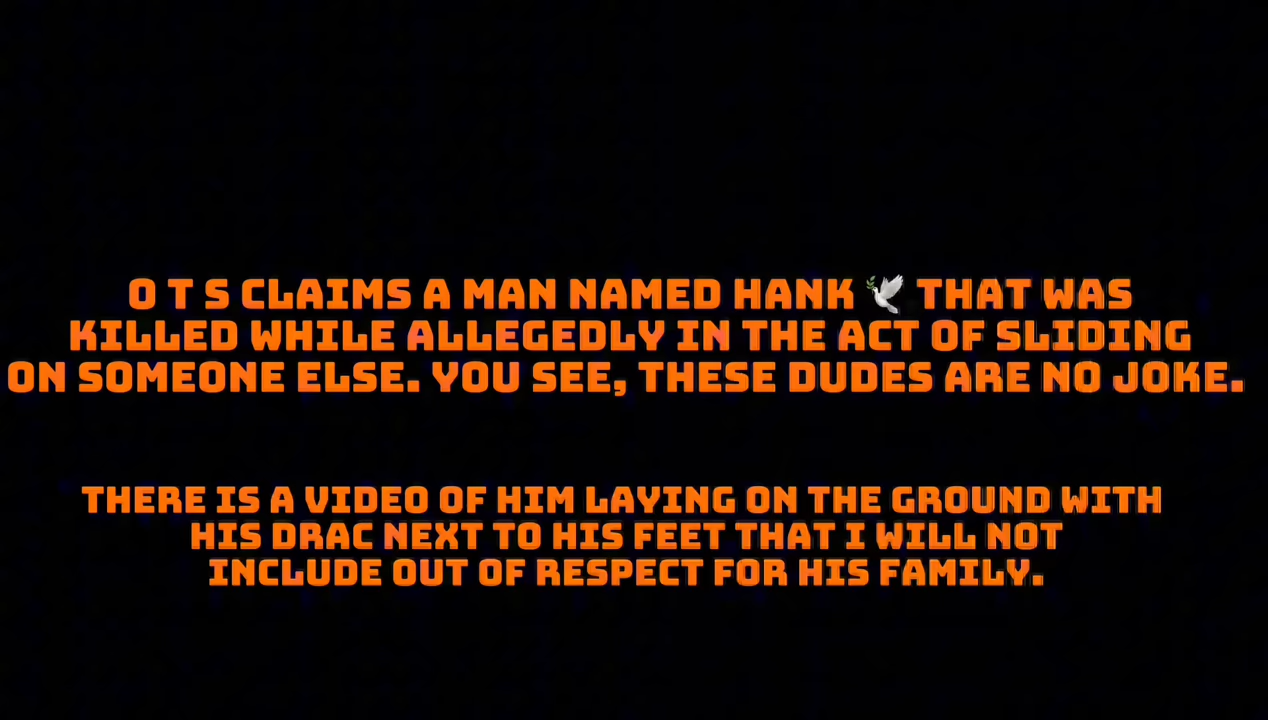 O T S CLAIMS A MAN NAMED HANK 🕊 THAT WAS
KILLED WHILE ALLEGEDLY IN THE ACT OF SLIDING
ON SOMEONE ELSE. YOU SEE, THESE DUDES ARE NO JOKE.
THERE IS A VIDEO OF HIM LAYING ON THE GROUND WITH
HIS DRAC NEXT TO HIS FEET THAT I WILL NOT
INCLUDE OUT OF RESPECT FOR HIS FAMILY.